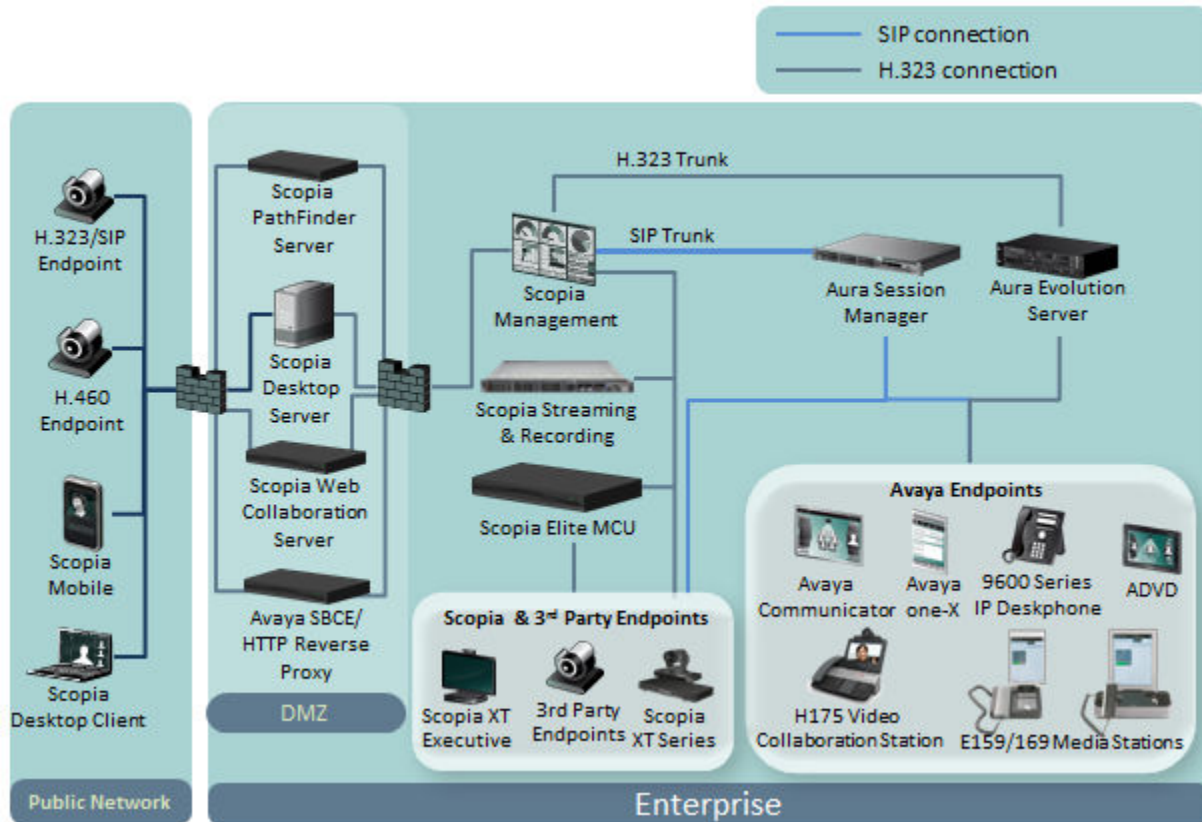 SIP connection
H.323 connection
H.323/SIP
Endpoint
H.460
Endpoint
Scopia
Mobile
Scopia
Desktop Client
Public Network
Scopia
PathFinder
Server
Scopia
Desktop
Server
Scopia Web
Collaboration
Server
Avaya SBCE/
HTTP Reverse
Proxy
DMZ
H.323 Trunk
SIP Trunk
Scopia
Management
Aura Session
Manager
Aura Evolution
Server
Scopia Streaming
& Recording
Scopia Elite MCU
Scopia & 3rd Party Endpoints
Scopia XT
Executive
3rd Party
Endpoints
Scopia
XT Series
Avaya Endpoints
Avaya
Communicator
Avaya
one-X
9600 Series
IP Deskphone
ADVD
H175 Video
Collaboration Station
E159/169 Media Stations
Enterprise